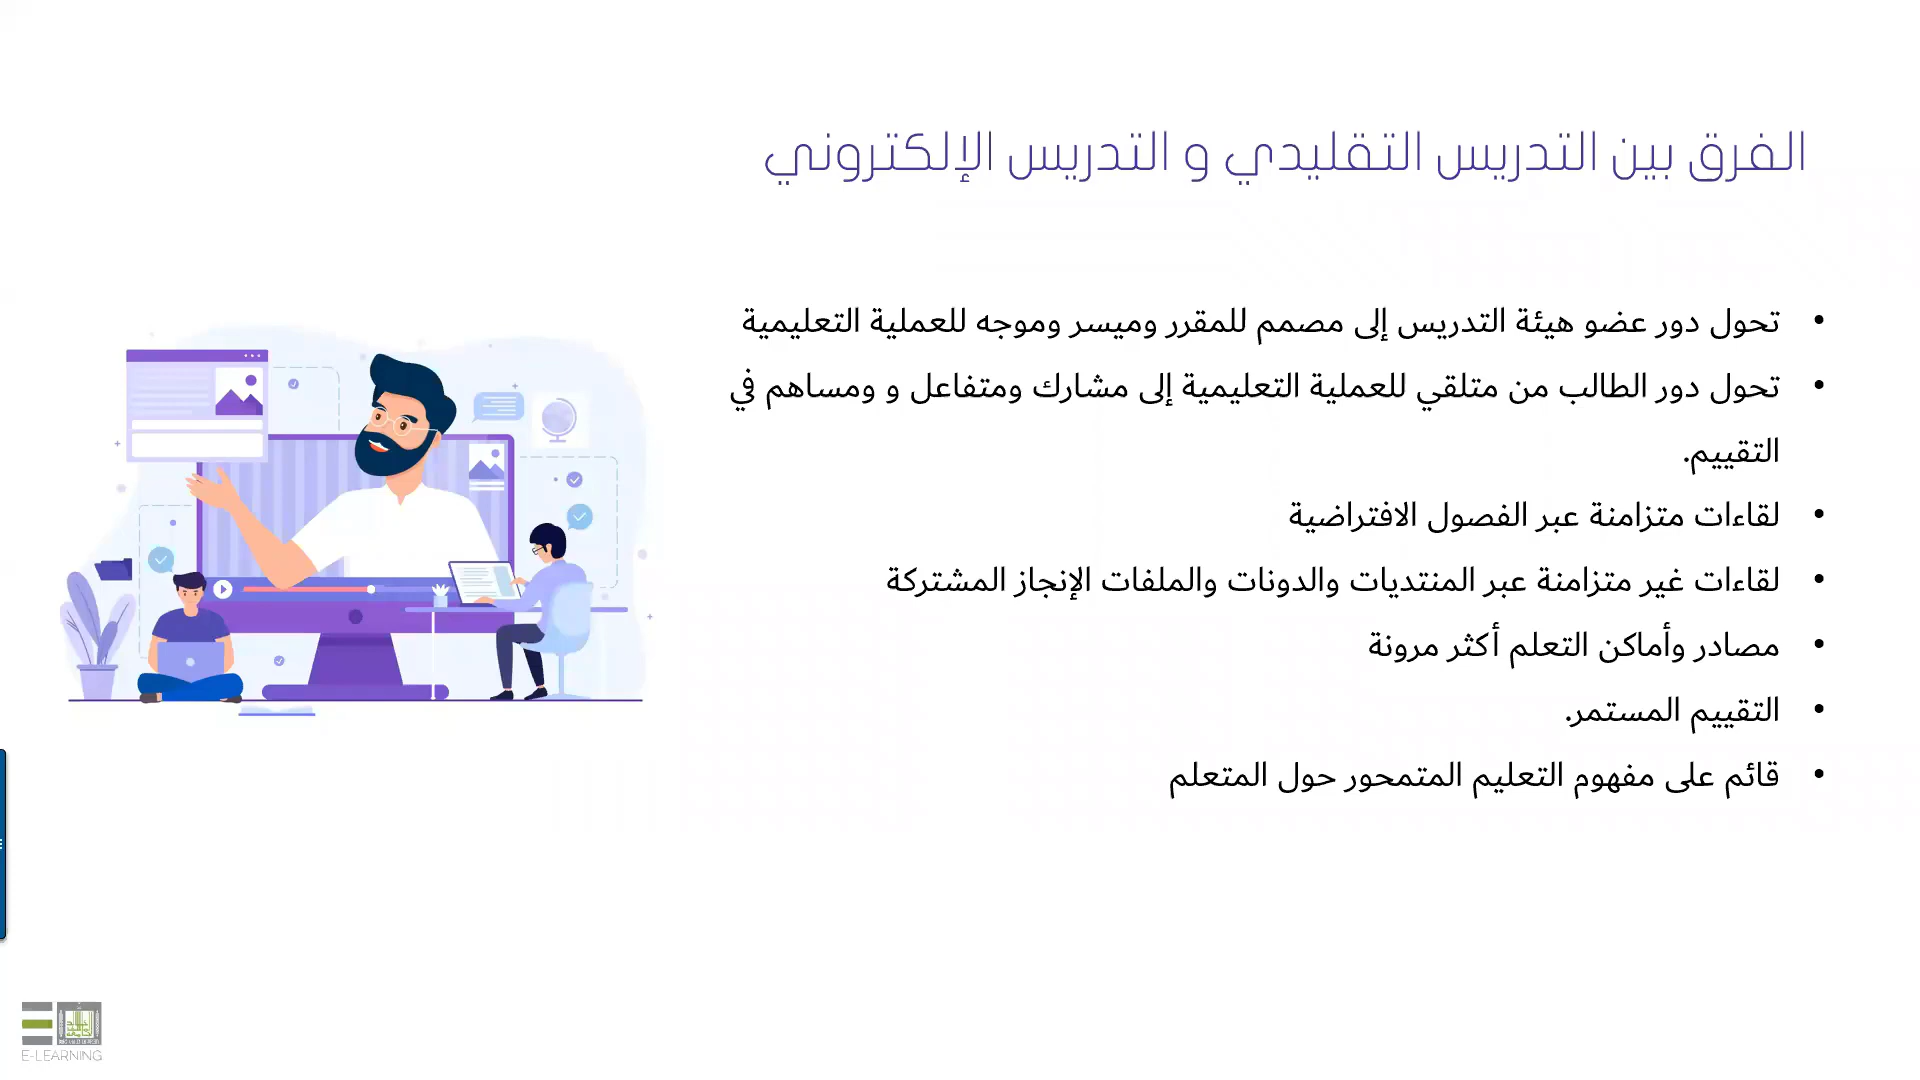 الفرق بين التدريس التقليدي و التدريس الإلكتروني
• تحول دور عضو هيئة التدريس إلى مصمم للمقرر وميسر وموجه للعملية التعليمية
• تحول دور الطالب من متلقي للعملية التعليمية إلى مشارك ومتفاعل و ومساهم في
التقييم.
• لقاءات متزامنة عبر الفصول الافتراضية
• لقاءات غير متزامنة عبر المنتديات والدونات والملفات الإنجاز المشتركة
• مصادر وأماكن التعلم أكثر مرونة
• التقييم المستمر.
• قائم على مفهوم التعليم المتمحور حول المتعلم
E-LEARNING